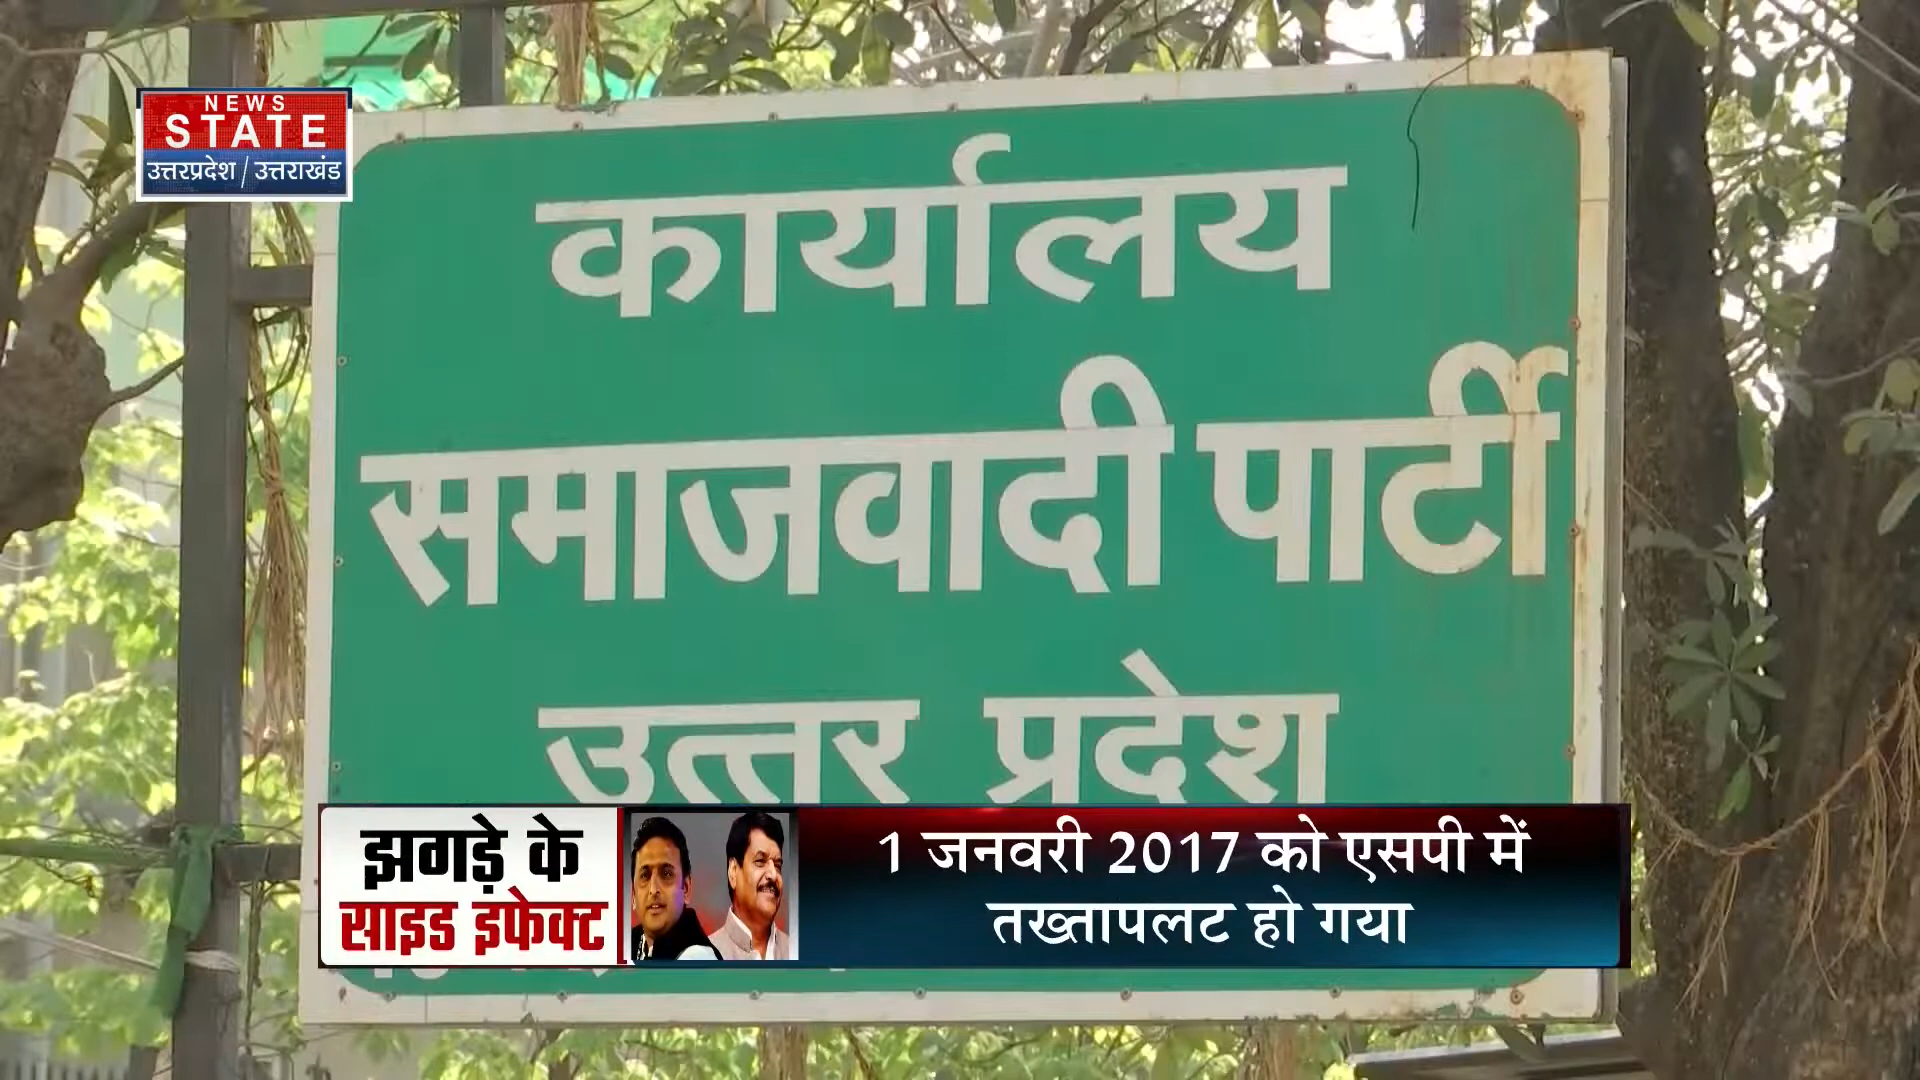 NEWS
STATE
उत्तरप्रदेश / उत्तराखंड
कार्यालय
समाजवादी पार्टी
उत्तर प्रदेश
झगड़े के
साइड इफेक्ट
1 जनवरी 2017 को एसपी में
तख्तापलट हो गया